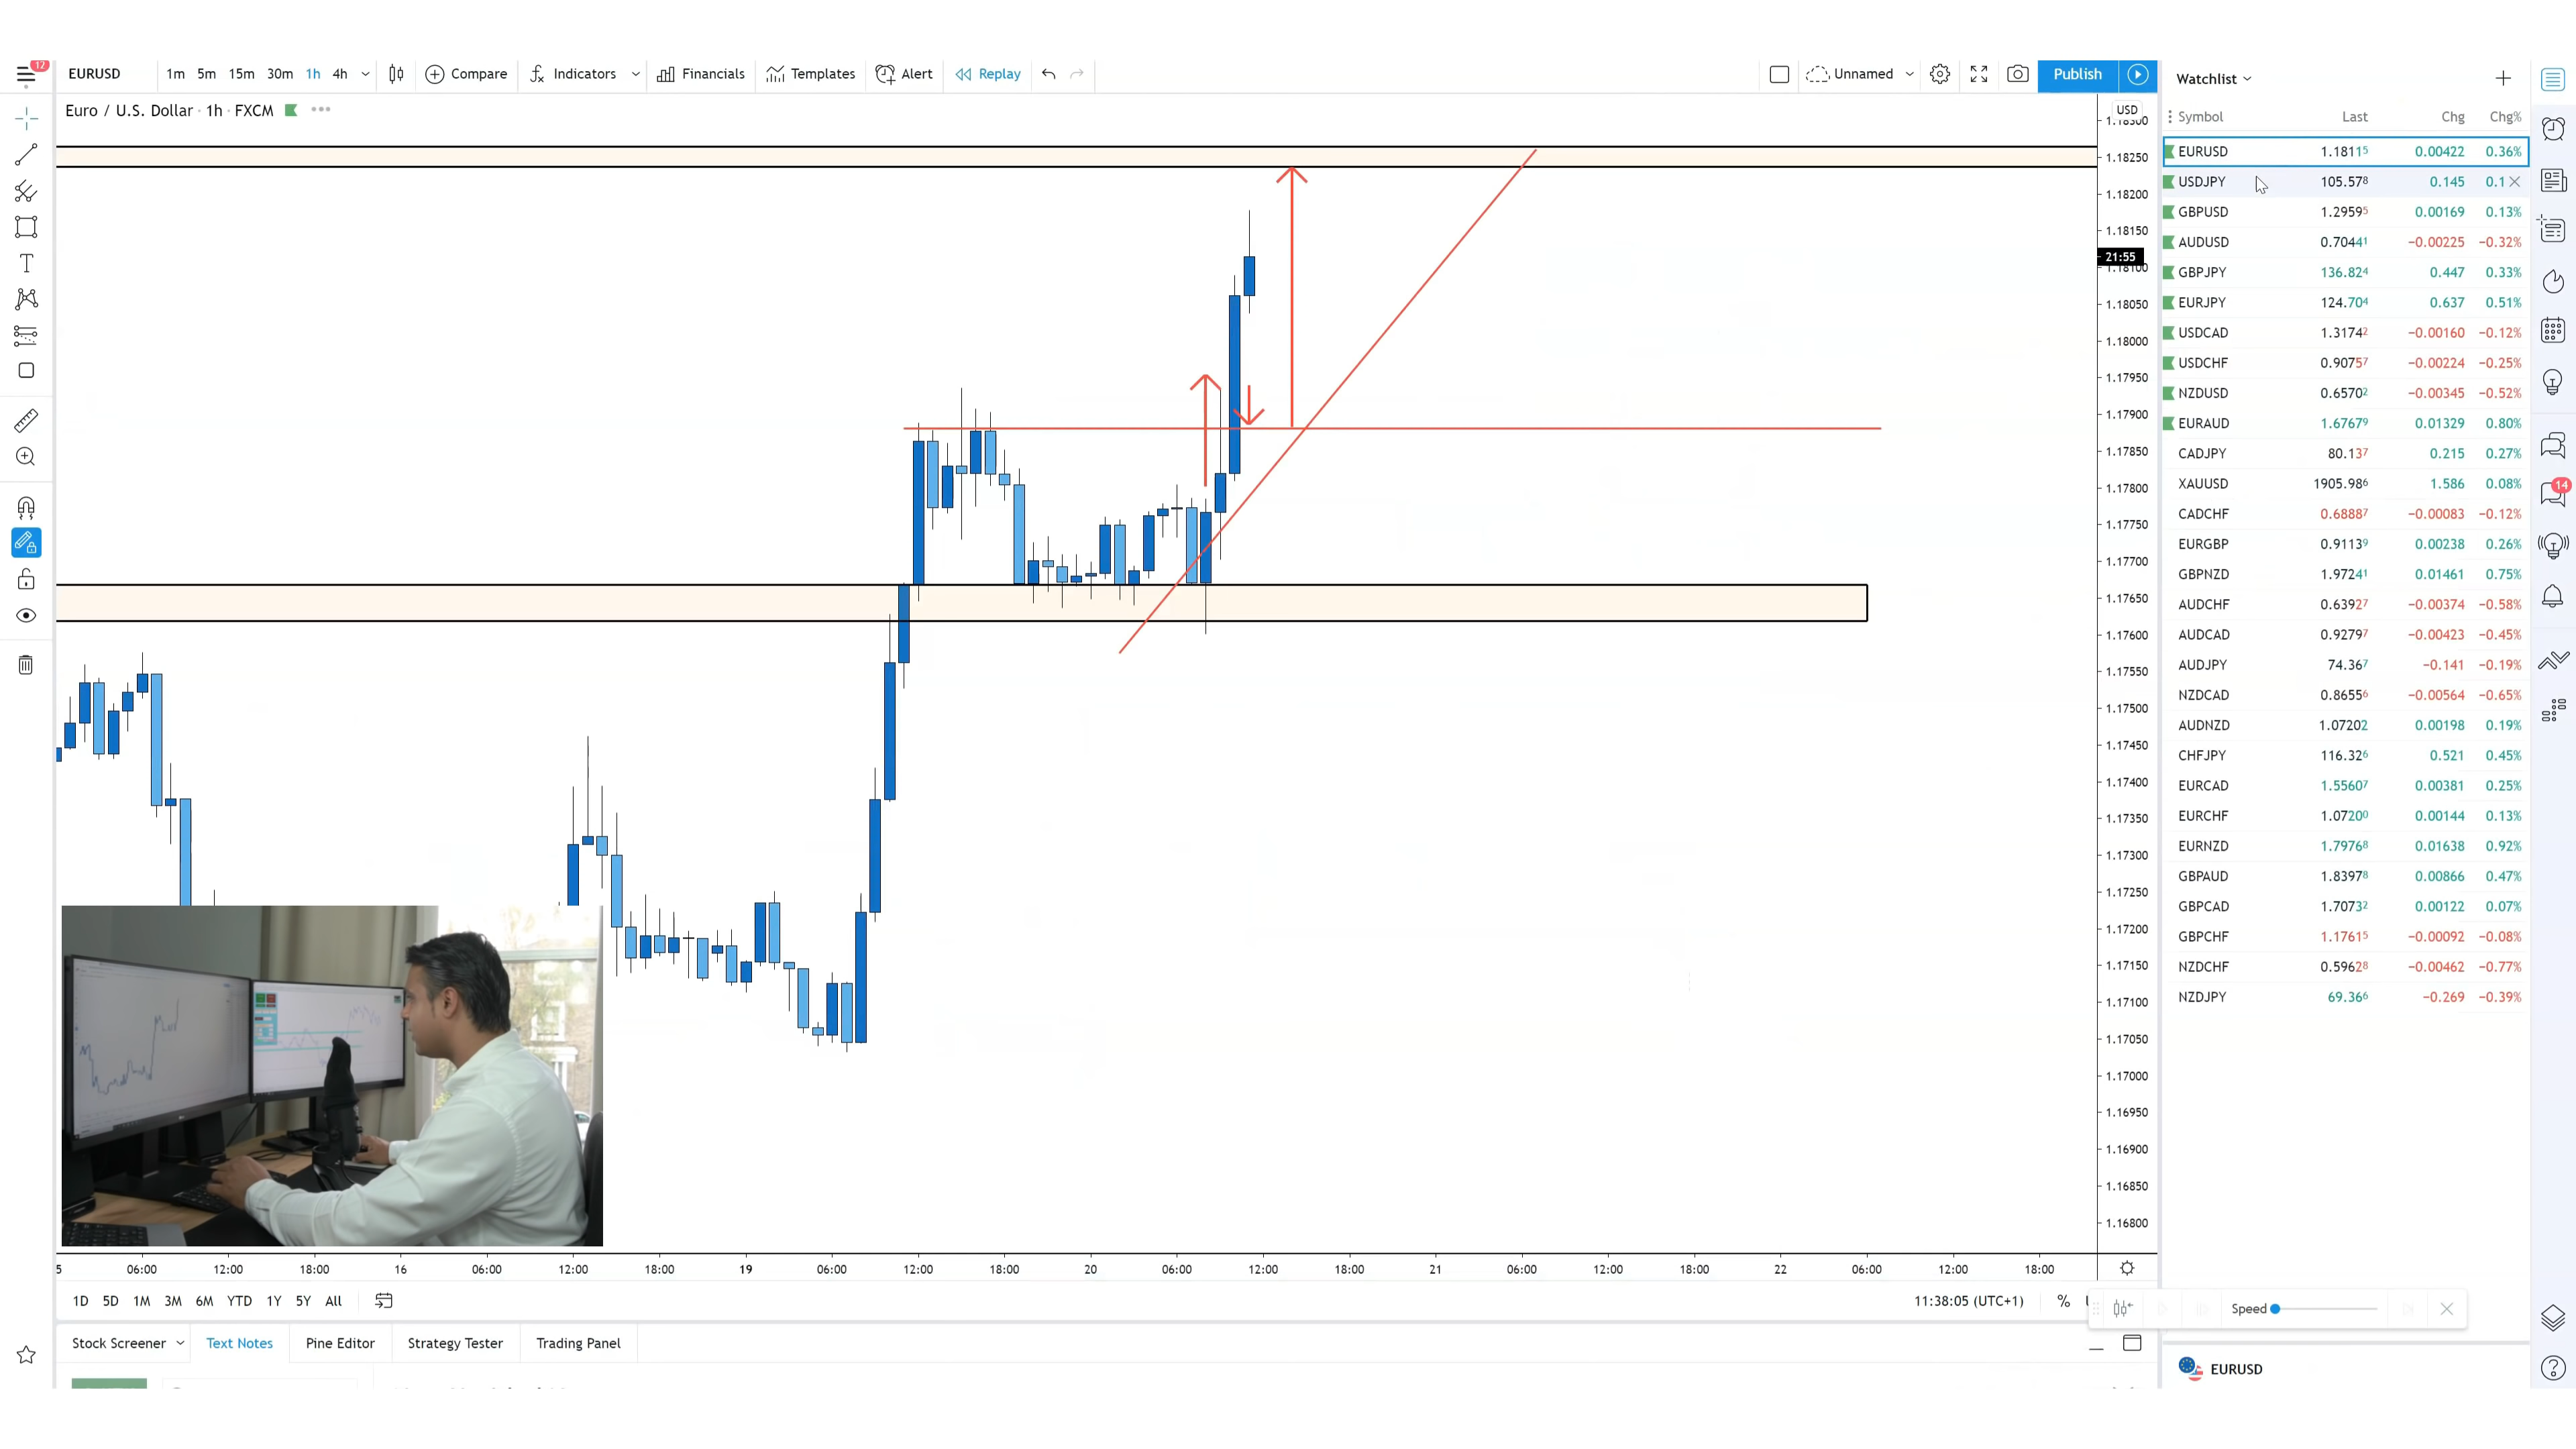 12
EURUSD 1m 5m 15m 30m 1h 4h Compare Indicators Financials Templates Alert Replay Unnamed Publish
Euro / U.S. Dollar · 1h · FXCM
USD
1.18300
1.18250
1.18200
1.18150
21:55
1.18100
1.18050
1.18000
1.17950
1.17900
1.17850
1.17800
1.17750
1.17700
1.17650
1.17600
1.17550
1.17500
1.17450
1.17400
1.17350
1.17300
1.17250
1.17200
1.17150
1.17100
1.17050
1.17000
1.16950
1.16900
1.16850
1.16800
5 06:00 12:00 18:00 16 06:00 12:00 18:00 19 06:00 12:00 18:00 20 06:00 12:00 18:00 21 06:00 12:00 18:00 22 06:00 12:00 18:00
1D 5D 1M 3M 6M YTD 1Y 5Y All 11:38:05 (UTC+1) %
Speed
Stock Screener Text Notes Pine Editor Strategy Tester Trading Panel
Watchlist
Symbol Last Chg Chg%
EURUSD 1.18115 0.00422 0.36%
USDJPY 105.578 0.145 0.1
GBPUSD 1.29595 0.00169 0.13%
AUDUSD 0.70441 −0.00225 −0.32%
GBPJPY 136.824 0.447 0.33%
EURJPY 124.704 0.637 0.51%
USDCAD 1.31742 −0.00160 −0.12%
USDCHF 0.90757 −0.00224 −0.25%
NZDUSD 0.65702 −0.00345 −0.52%
EURAUD 1.67679 0.01329 0.80%
CADJPY 80.137 0.215 0.27%
XAUUSD 1905.986 1.586 0.08%
CADCHF 0.68887 −0.00083 −0.12%
EURGBP 0.91139 0.00238 0.26%
GBPNZD 1.97241 0.01461 0.75%
AUDCHF 0.63927 −0.00374 −0.58%
AUDCAD 0.92797 −0.00423 −0.45%
AUDJPY 74.367 −0.141 −0.19%
NZDCAD 0.86556 −0.00564 −0.65%
AUDNZD 1.07202 0.00198 0.19%
CHFJPY 116.326 0.521 0.45%
EURCAD 1.55607 0.00381 0.25%
EURCHF 1.07200 0.00144 0.13%
EURNZD 1.79768 0.01638 0.92%
GBPAUD 1.83978 0.00866 0.47%
GBPCAD 1.70732 0.00122 0.07%
GBPCHF 1.17615 −0.00092 −0.08%
NZDCHF 0.59628 −0.00462 −0.77%
NZDJPY 69.366 −0.269 −0.39%
EURUSD
14